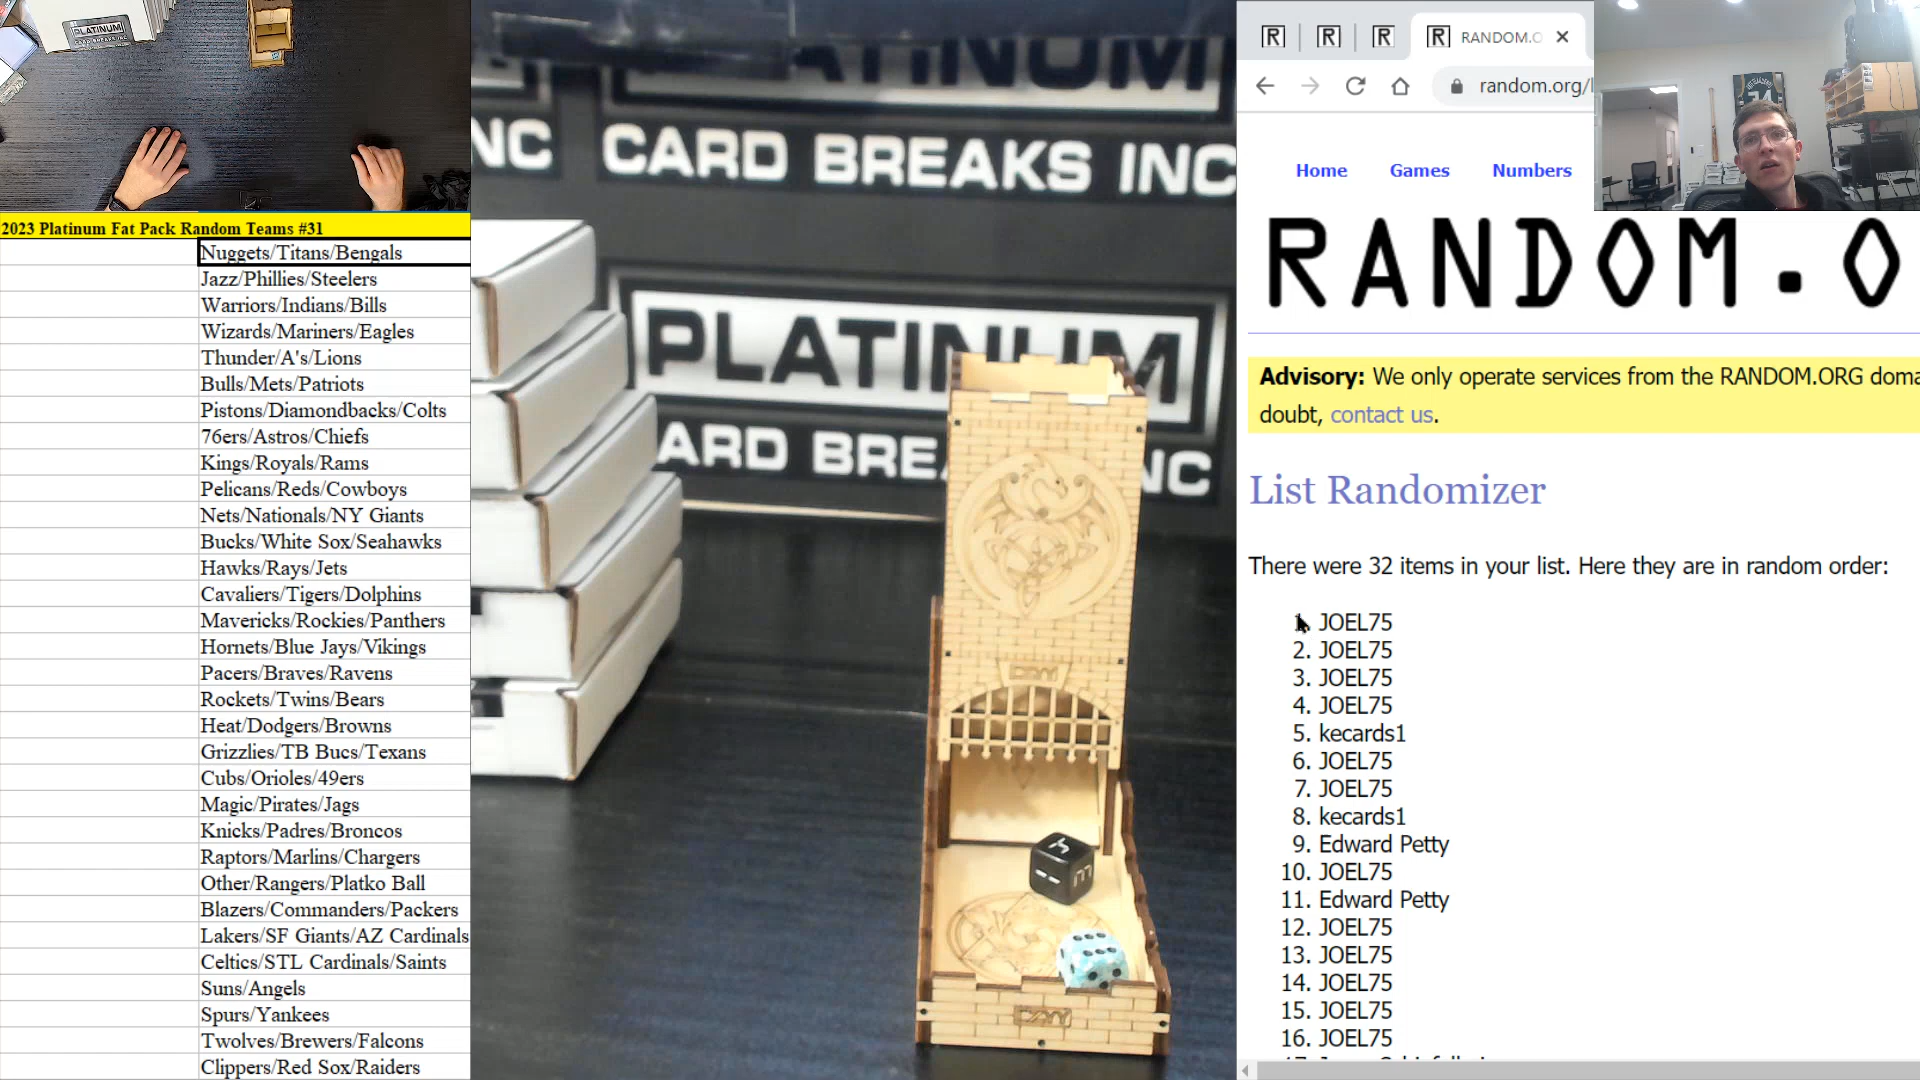 PLATINUM
CARD BREAKS INC
2023 Platinum Fat Pack Random Teams #31
Nuggets/Titans/Bengals
Jazz/Phillies/Steelers
Warriors/Indians/Bills
Wizards/Mariners/Eagles
Thunder/A's/Lions
Bulls/Mets/Patriots
Pistons/Diamondbacks/Colts
76ers/Astros/Chiefs
Kings/Royals/Rams
Pelicans/Reds/Cowboys
Nets/Nationals/NY Giants
Bucks/White Sox/Seahawks
Hawks/Rays/Jets
Cavaliers/Tigers/Dolphins
Mavericks/Rockies/Panthers
Hornets/Blue Jays/Vikings
Pacers/Braves/Ravens
Rockets/Twins/Bears
Heat/Dodgers/Browns
Grizzlies/TB Bucs/Texans
Cubs/Orioles/49ers
Magic/Pirates/Jags
Knicks/Padres/Broncos
Raptors/Marlins/Chargers
Other/Rangers/Platko Ball
Blazers/Commanders/Packers
Lakers/SF Giants/AZ Cardinals
Celtics/STL Cardinals/Saints
Suns/Angels
Spurs/Yankees
Twolves/Brewers/Falcons
Clippers/Red Sox/Raiders
PLATINUM
NC CARD BREAKS INC
PLATINUM
ARD BRE NC
RANDOM.O
random.org/l
Home Games Numbers
RANDOM.O
Advisory: We only operate services from the RANDOM.ORG doma
doubt, contact us.
List Randomizer
There were 32 items in your list. Here they are in random order:
1. JOEL75
2. JOEL75
3. JOEL75
4. JOEL75
5. kecards1
6. JOEL75
7. JOEL75
8. kecards1
9. Edward Petty
10. JOEL75
11. Edward Petty
12. JOEL75
13. JOEL75
14. JOEL75
15. JOEL75
16. JOEL75